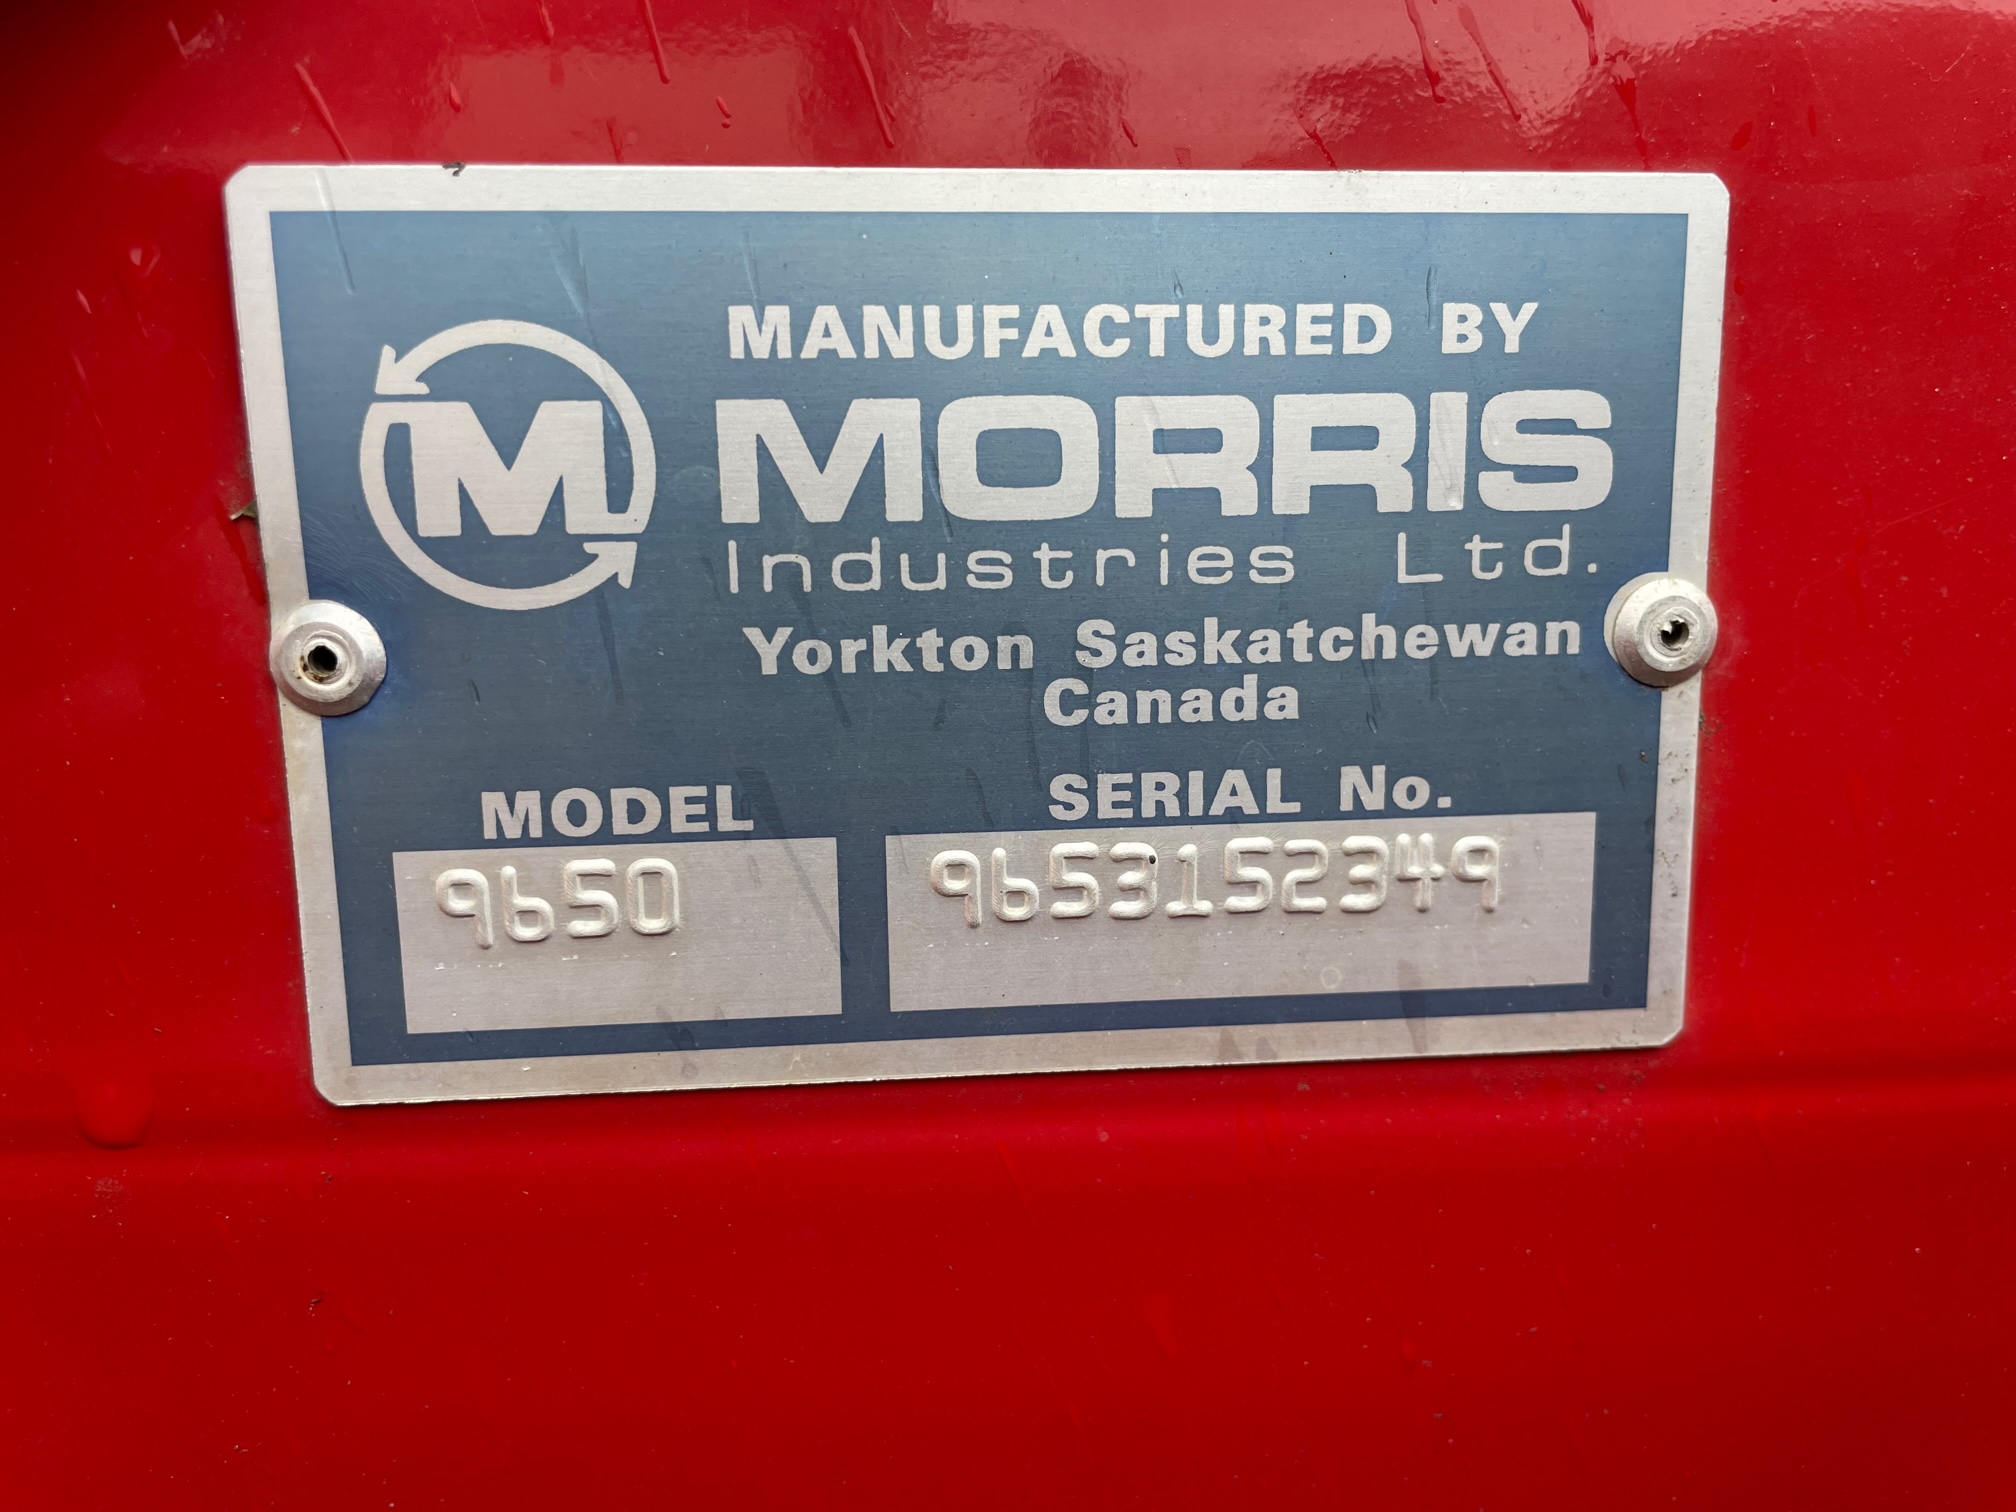 MANUFACTURED BY
M MORRIS
Industries Ltd.
Yorkton Saskatchewan
Canada
MODEL SERIAL No.
9650 9653152349